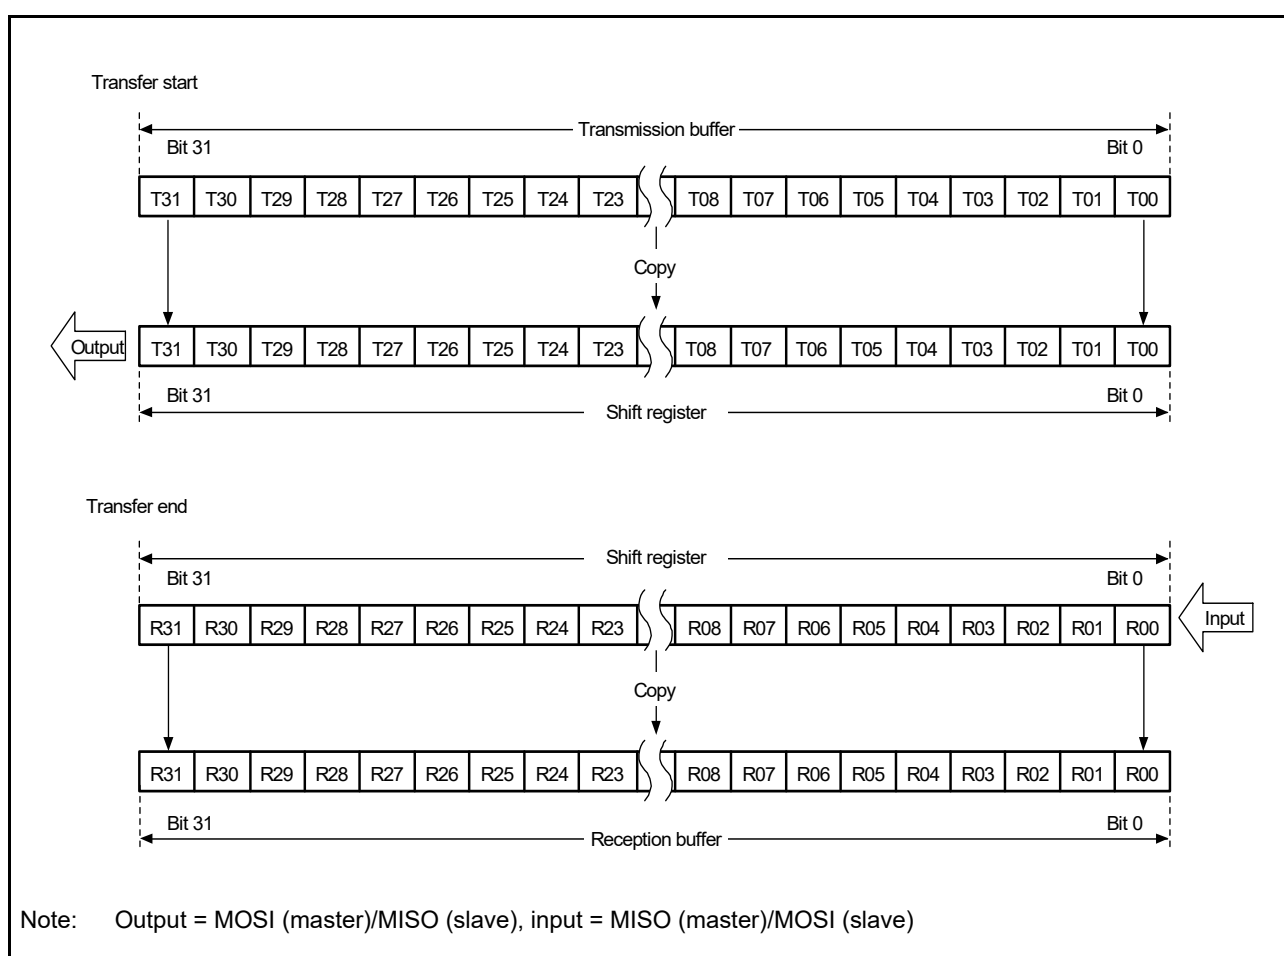 Transfer start
Transmission buffer
Bit 31 Bit 0
T31 T30 T29 T28 T27 T26 T25 T24 T23 T08 T07 T06 T05 T04 T03 T02 T01 T00
Copy
Output T31 T30 T29 T28 T27 T26 T25 T24 T23 T08 T07 T06 T05 T04 T03 T02 T01 T00
Bit 31 Bit 0
Shift register
Transfer end
Shift register
Bit 31 Bit 0
R31 R30 R29 R28 R27 R26 R25 R24 R23 R08 R07 R06 R05 R04 R03 R02 R01 R00 Input
Copy
R31 R30 R29 R28 R27 R26 R25 R24 R23 R08 R07 R06 R05 R04 R03 R02 R01 R00
Bit 31 Bit 0
Reception buffer
Note: Output = MOSI (master)/MISO (slave), input = MISO (master)/MOSI (slave)